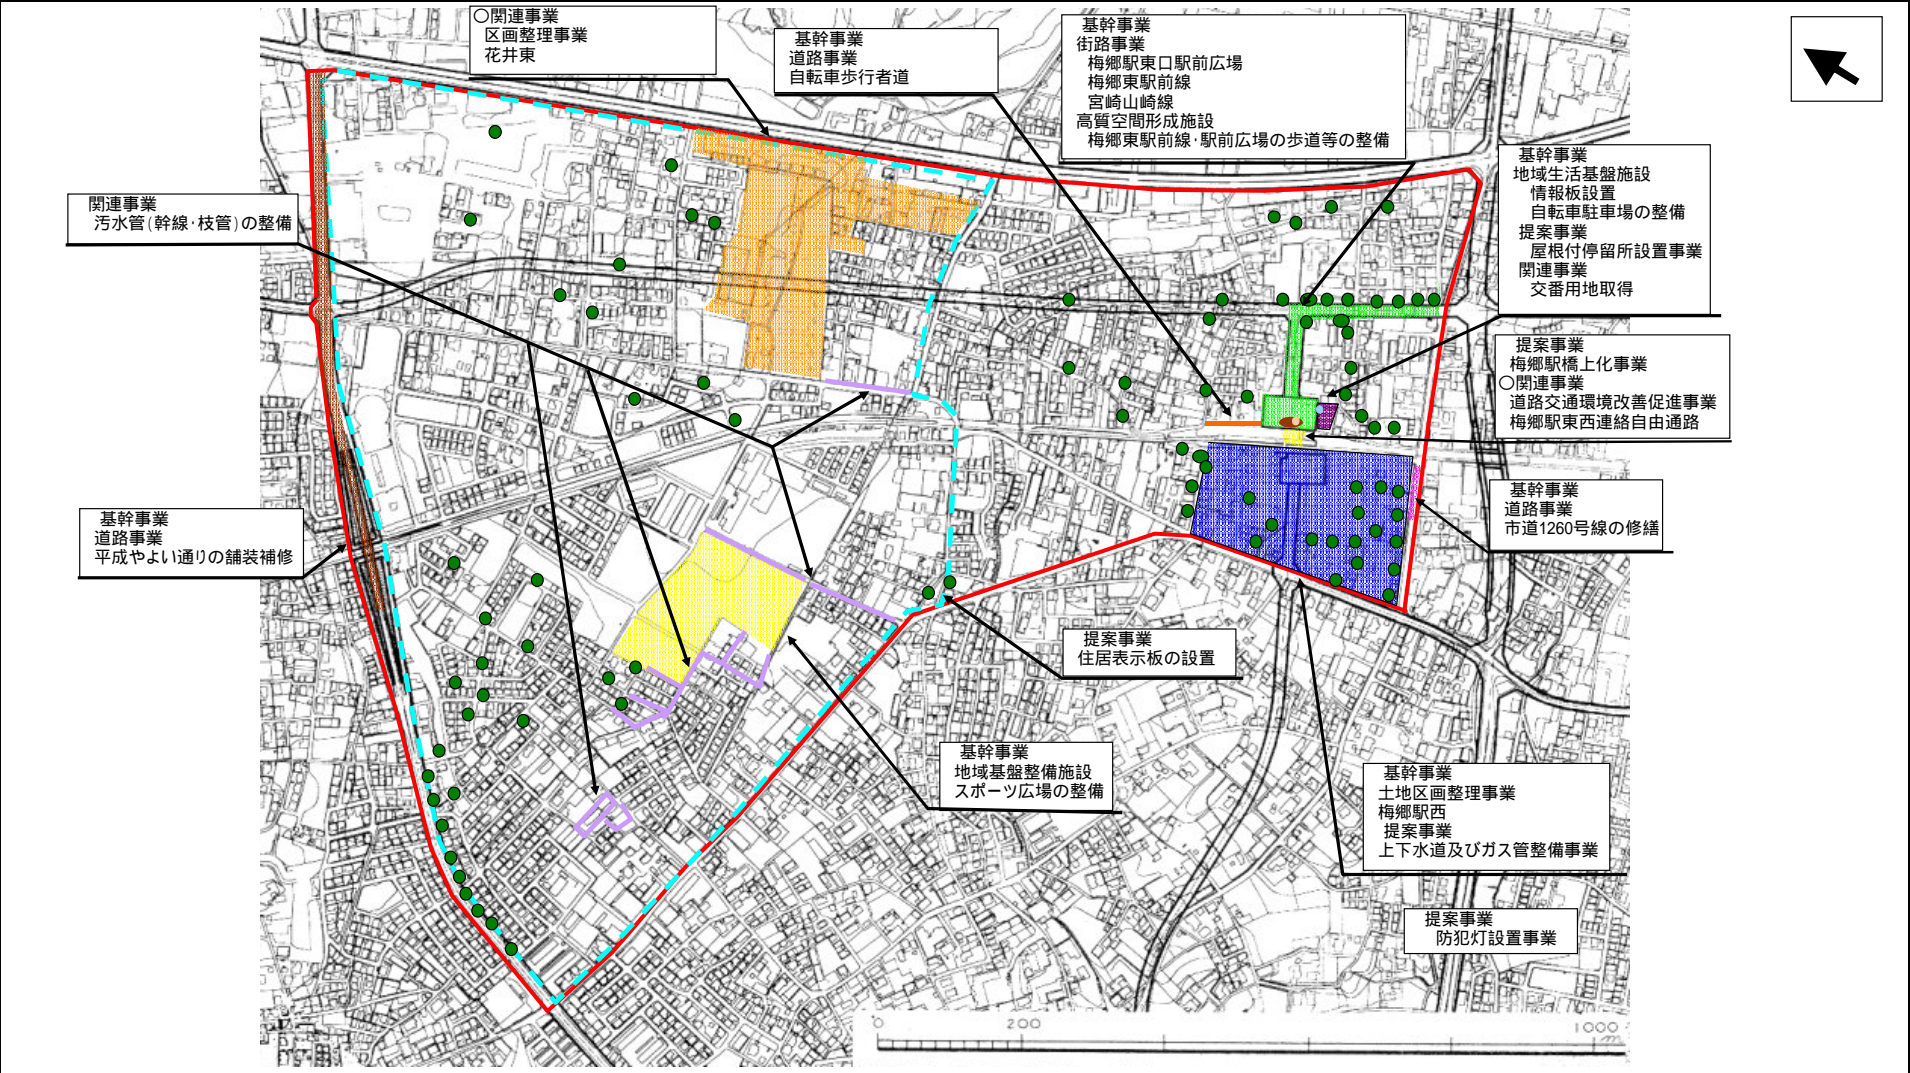 ○関連事業
区画整理事業
花井東
基幹事業
道路事業
自転車歩行者道
基幹事業
街路事業
梅郷駅東口駅前広場
梅郷東駅前線
宮崎山崎線
高質空間形成施設
梅郷東駅前線･駅前広場の歩道等の整備
基幹事業
地域生活基盤施設
情報板設置
自転車駐車場の整備
提案事業
屋根付停留所設置事業
関連事業
交番用地取得
関連事業
汚水管(幹線･枝管)の整備
提案事業
梅郷駅橋上化事業
○関連事業
道路交通環境改善促進事業
梅郷駅東西連絡自由通路
基幹事業
道路事業
市道1260号線の修繕
基幹事業
道路事業
平成やよい通りの舗装補修
提案事業
住居表示板の設置
基幹事業
地域基盤整備施設
スポーツ広場の整備
基幹事業
土地区画整理事業
梅郷駅西
提案事業
上下水道及びガス管整備事業
提案事業
防犯灯設置事業
0 200 1000
m